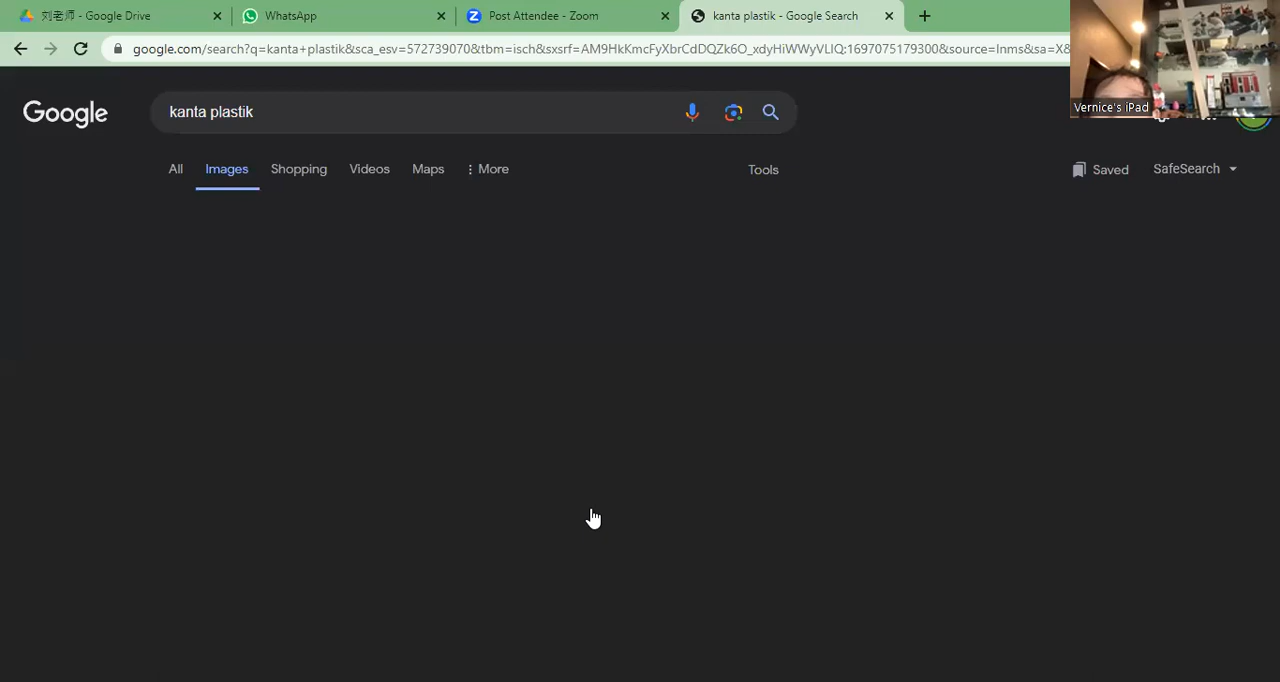 刘老师 - Google Drive
WhatsApp
Post Attendee - Zoom
kanta plastik - Google Search
google.com/search?q=kanta+plastik&sca_esv=572739070&tbm=isch&sxsrf=AM9HkKmcFyXbrCdDQZk6O_xdyHiWWyVLIQ:1697075179300&source=lnms&sa=X&
Vernice's iPad
Google
kanta plastik
All
Images
Shopping
Videos
Maps
More
Tools
Saved
SafeSearch